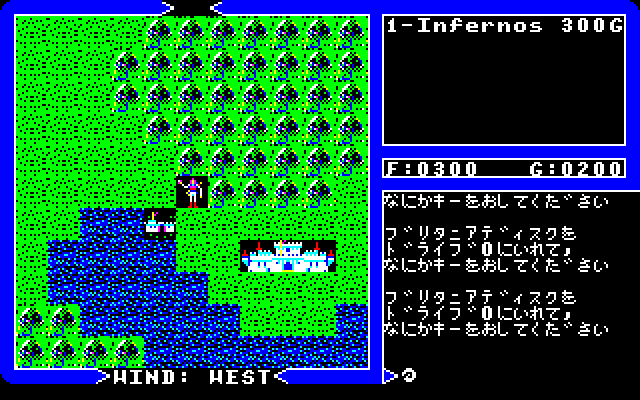 1-Infernos 300G
F:0300 G:0200
なにかキーをおしてください
ブリタニアディスクを
ドライブ0にいれて,
なにかキーをおしてください
ブリタニアディスクを
ドライブ0にいれて,
なにかキーをおしてください
WIND: WEST